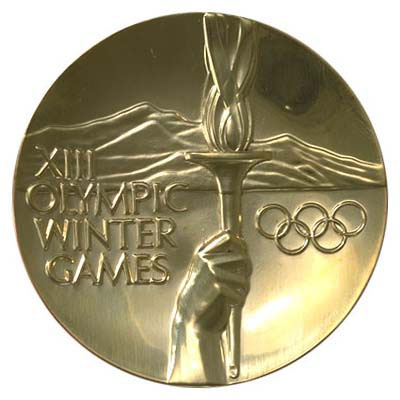 XIII
OLYMPIC
WINTER
GAMES